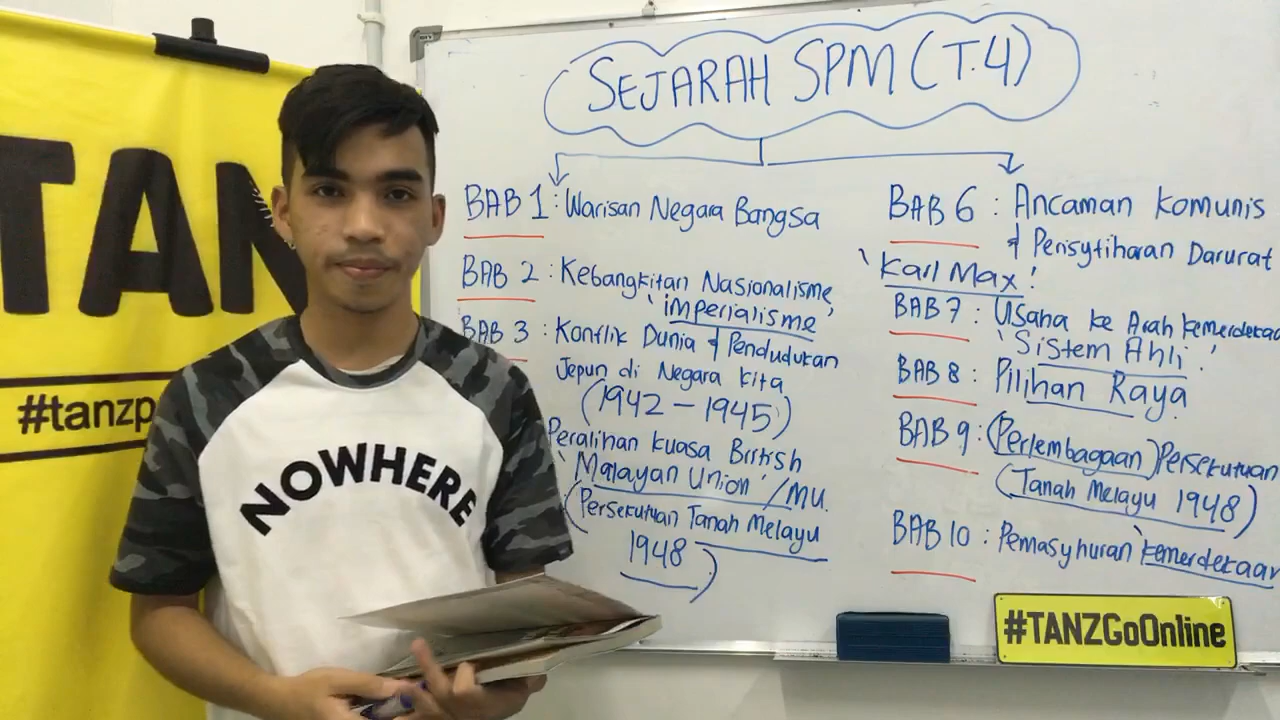 TAN
#tanzp
NOWHERE
SEJARAH SPM (T.4)
BAB 1 : Warisan Negara Bangsa
BAB 2 : Kebangkitan Nasionalisme
'imperialisme'
BAB 3 : Konflik Dunia & Pendudukan
Jepun di Negara Kita
(1942 - 1945)
Peralihan Kuasa British
'Malayan Union' / MU.
(Persekutuan Tanah Melayu
1948)
BAB 6 : Ancaman Komunis
& Perisytiharan Darurat
'Karl Max'
BAB 7 : Usaha ke Arah Kemerdekaa
'Sistem Ahli'
BAB 8 : Pilihan Raya
BAB 9 : (Perlembagaan) Persekutuan
(Tanah Melayu 1948)
BAB 10 : Pemasyhuran 'Kemerdekaan
#TANZGoOnline